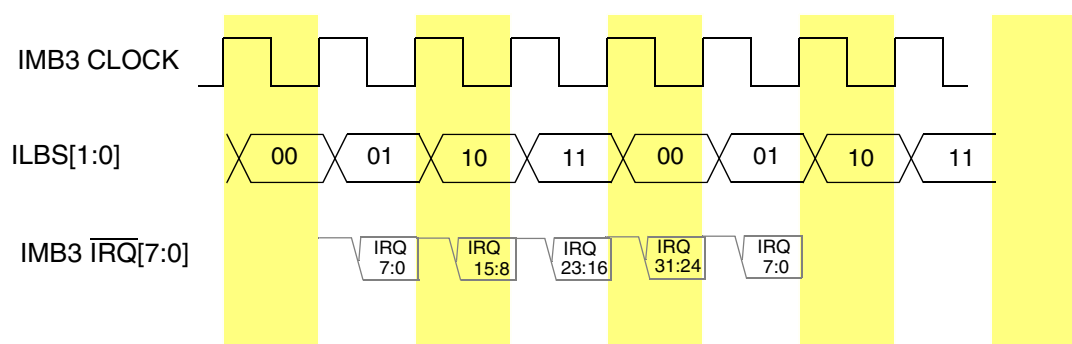 IMB3 CLOCK
ILBS[1:0]
00 01 10 11 00 01 10 11
IMB3 IRQ[7:0]
IRQ 7:0
IRQ 15:8
IRQ 23:16
IRQ 31:24
IRQ 7:0